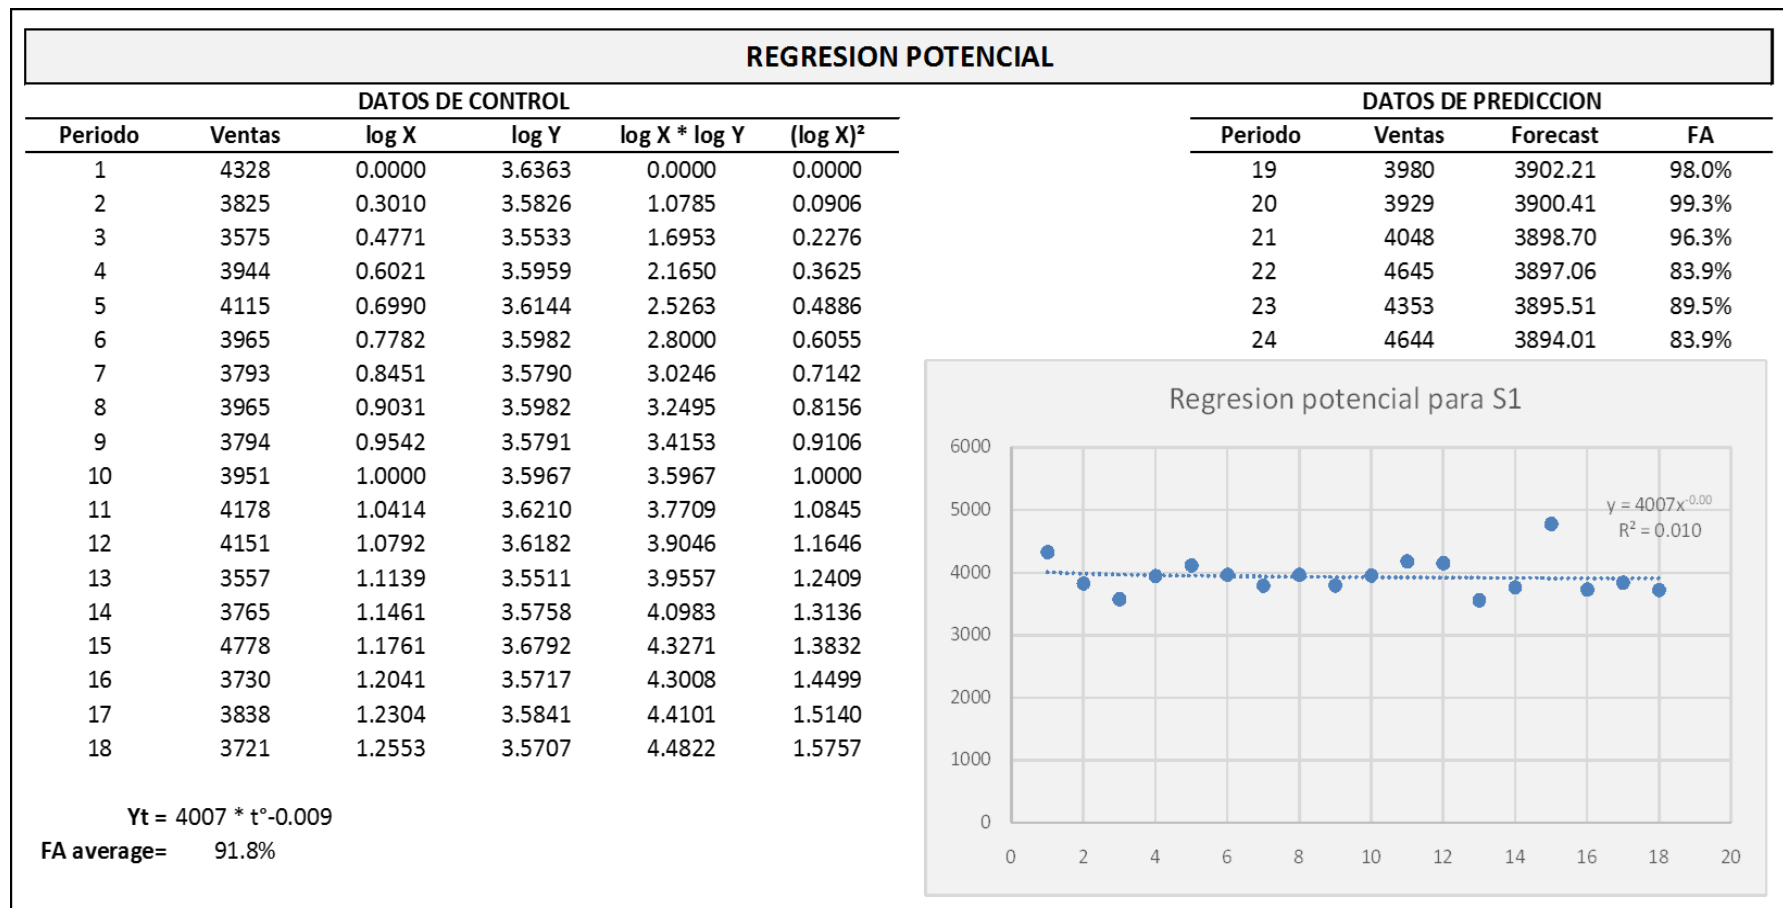 REGRESION POTENCIAL
DATOS DE CONTROL
Periodo Ventas log X log Y log X * log Y (log X)²
1 4328 0.0000 3.6363 0.0000 0.0000
2 3825 0.3010 3.5826 1.0785 0.0906
3 3575 0.4771 3.5533 1.6953 0.2276
4 3944 0.6021 3.5959 2.1650 0.3625
5 4115 0.6990 3.6144 2.5263 0.4886
6 3965 0.7782 3.5982 2.8000 0.6055
7 3793 0.8451 3.5790 3.0246 0.7142
8 3965 0.9031 3.5982 3.2495 0.8156
9 3794 0.9542 3.5791 3.4153 0.9106
10 3951 1.0000 3.5967 3.5967 1.0000
11 4178 1.0414 3.6210 3.7709 1.0845
12 4151 1.0792 3.6182 3.9046 1.1646
13 3557 1.1139 3.5511 3.9557 1.2409
14 3765 1.1461 3.5758 4.0983 1.3136
15 4778 1.1761 3.6792 4.3271 1.3832
16 3730 1.2041 3.5717 4.3008 1.4499
17 3838 1.2304 3.5841 4.4101 1.5140
18 3721 1.2553 3.5707 4.4822 1.5757
Yt = 4007 * t°-0.009
FA average= 91.8%
DATOS DE PREDICCION
Periodo Ventas Forecast FA
19 3980 3902.21 98.0%
20 3929 3900.41 99.3%
21 4048 3898.70 96.3%
22 4645 3897.06 83.9%
23 4353 3895.51 89.5%
24 4644 3894.01 83.9%
Regresion potencial para S1
6000
5000
4000
3000
2000
1000
0
y = 4007x^-0.00
R² = 0.010
0 2 4 6 8 10 12 14 16 18 20